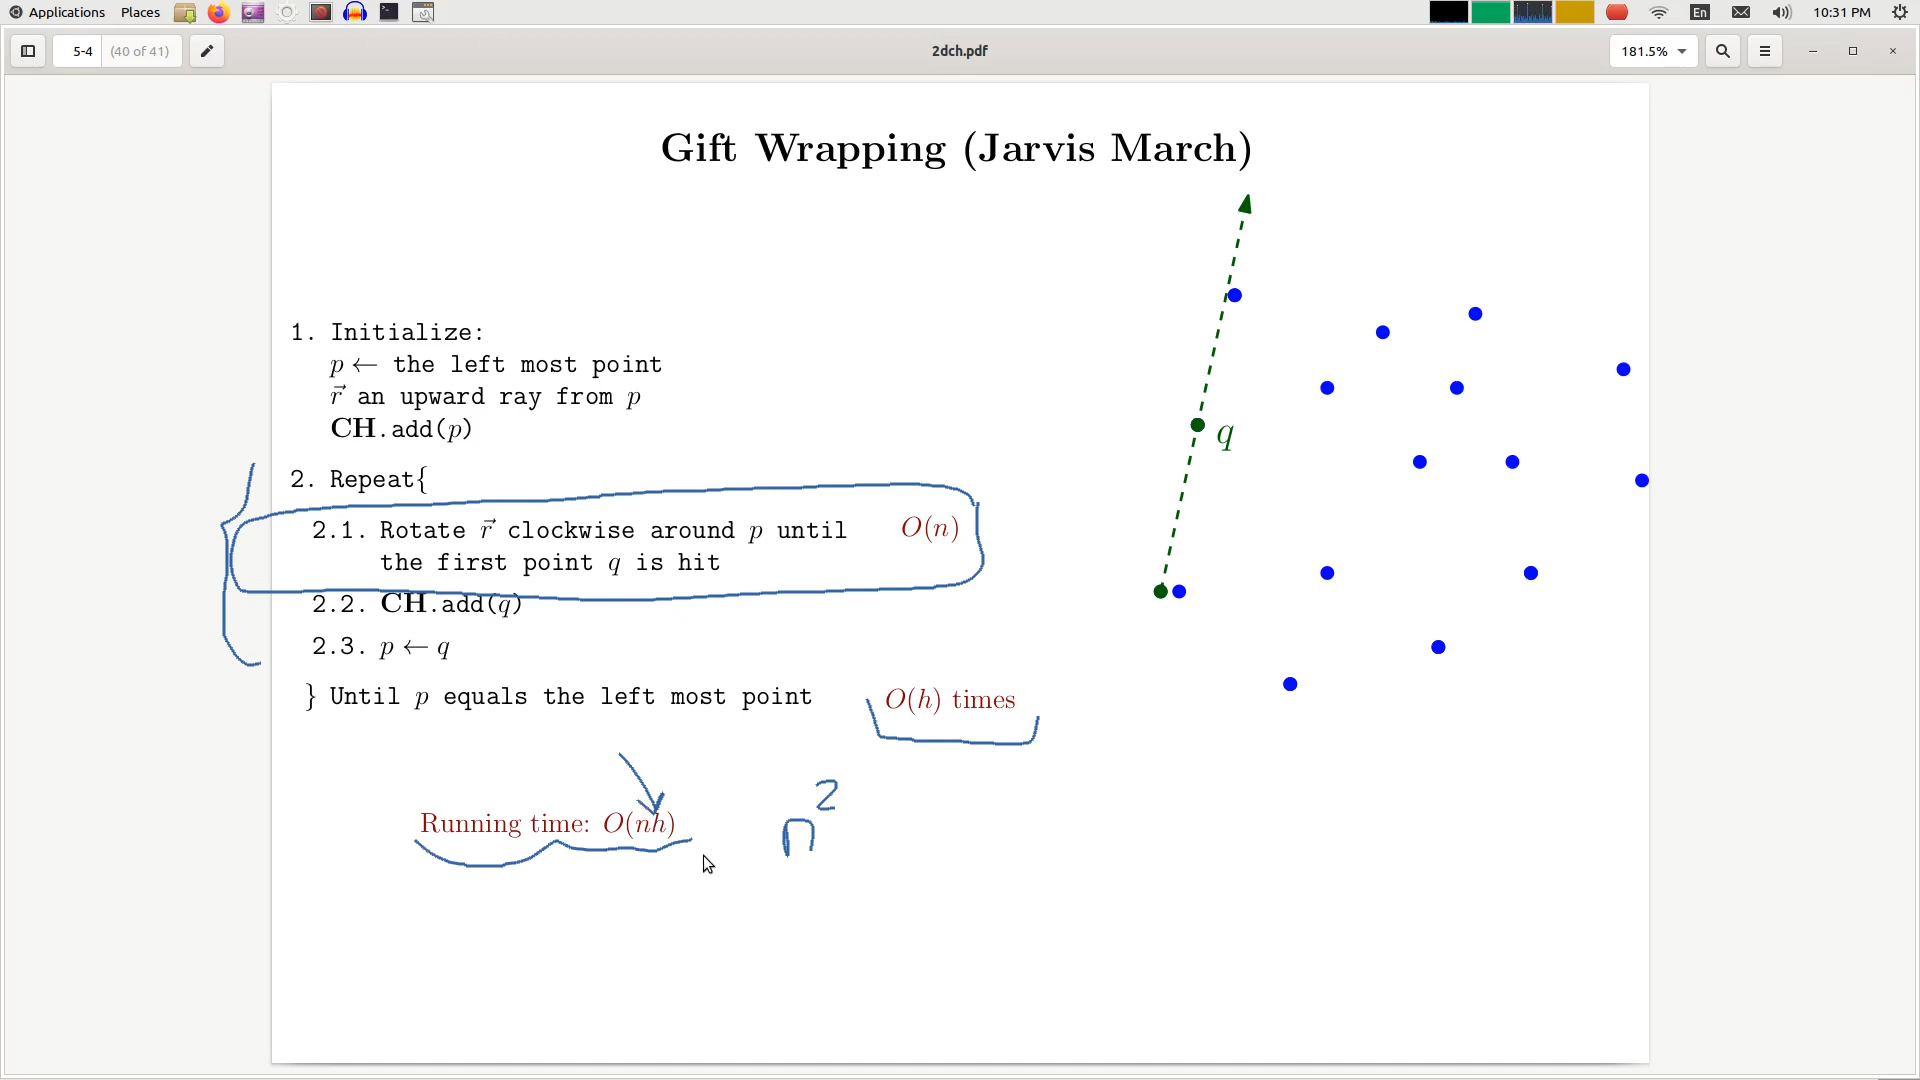 Applications Places En 10:31 PM
5-4 (40 of 41) 2dch.pdf 181.5%
Gift Wrapping (Jarvis March)
1. Initialize:
p ← the left most point
r⃗ an upward ray from p
CH.add(p)
2. Repeat{
2.1. Rotate r⃗ clockwise around p until O(n)
the first point q is hit
2.2. CH.add(q)
2.3. p ← q
} Until p equals the left most point O(h) times
Running time: O(nh) n²
q